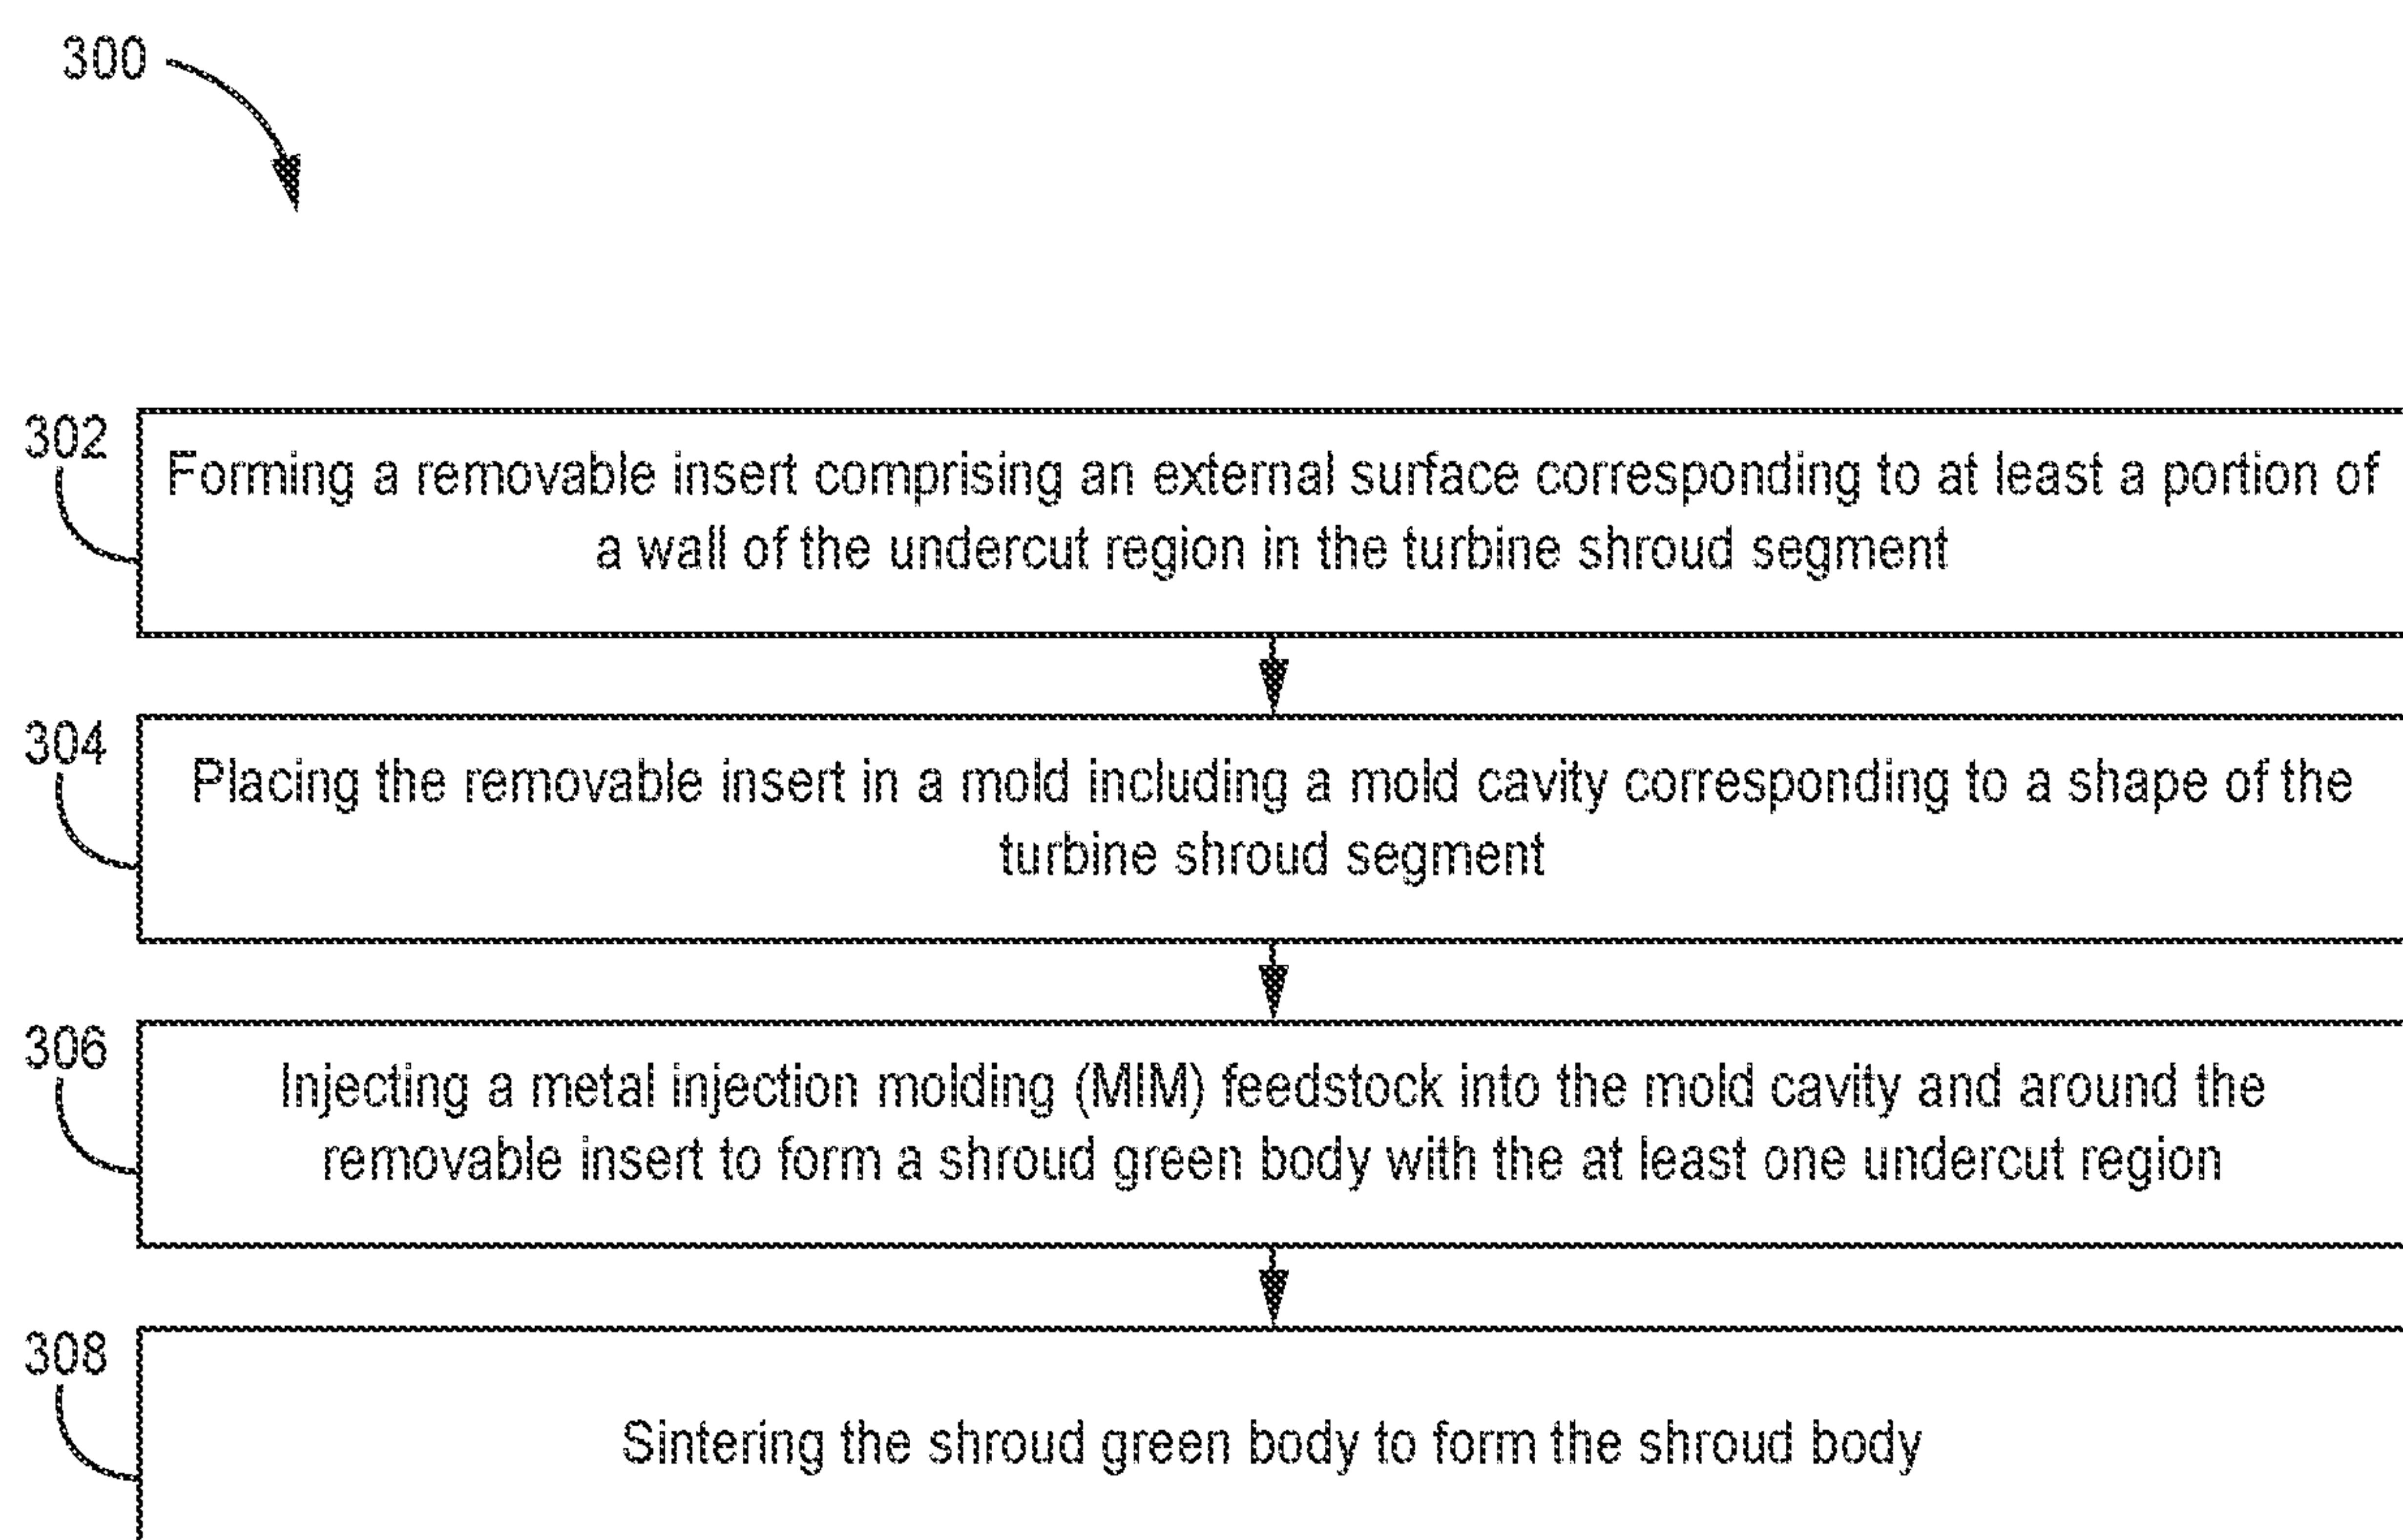 300
302
Forming a removable insert comprising an external surface corresponding to at least a portion of
a wall of the undercut region in the turbine shroud segment
304
Placing the removable insert in a mold including a mold cavity corresponding to a shape of the
turbine shroud segment
306
Injecting a metal injection molding (MIM) feedstock into the mold cavity and around the
removable insert to form a shroud green body with the at least one undercut region
308
Sintering the shroud green body to form the shroud body